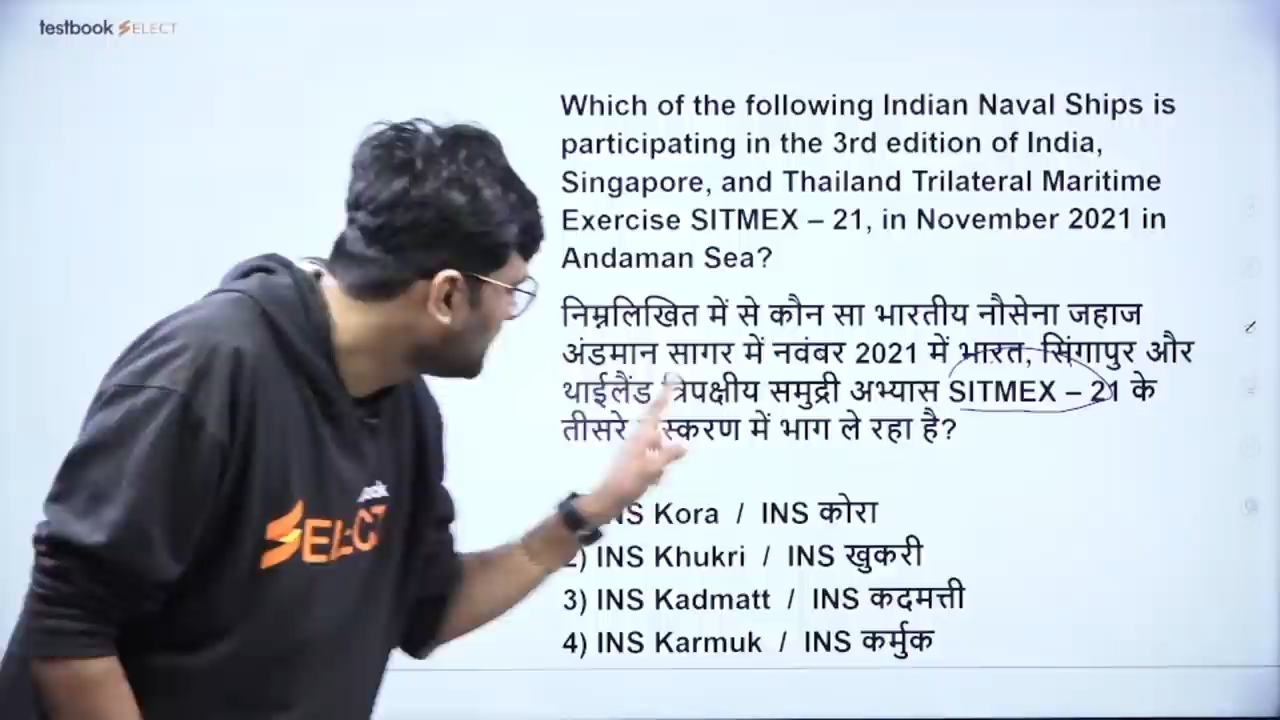 testbook SELECT
Which of the following Indian Naval Ships is
participating in the 3rd edition of India,
Singapore, and Thailand Trilateral Maritime
Exercise SITMEX – 21, in November 2021 in
Andaman Sea?
निम्नलिखित में से कौन सा भारतीय नौसेना जहाज
अंडमान सागर में नवंबर 2021 में भारत, सिंगापुर और
थाईलैंड त्रिपक्षीय समुद्री अभ्यास SITMEX – 21 के
तीसरे में भाग ले रहा है?
Kora / INS कोरा
2) INS Khukri / INS खुकरी
3) INS Kadmatt / INS कदमत्ती
4) INS Karmuk / INS कर्मुक
SELECT